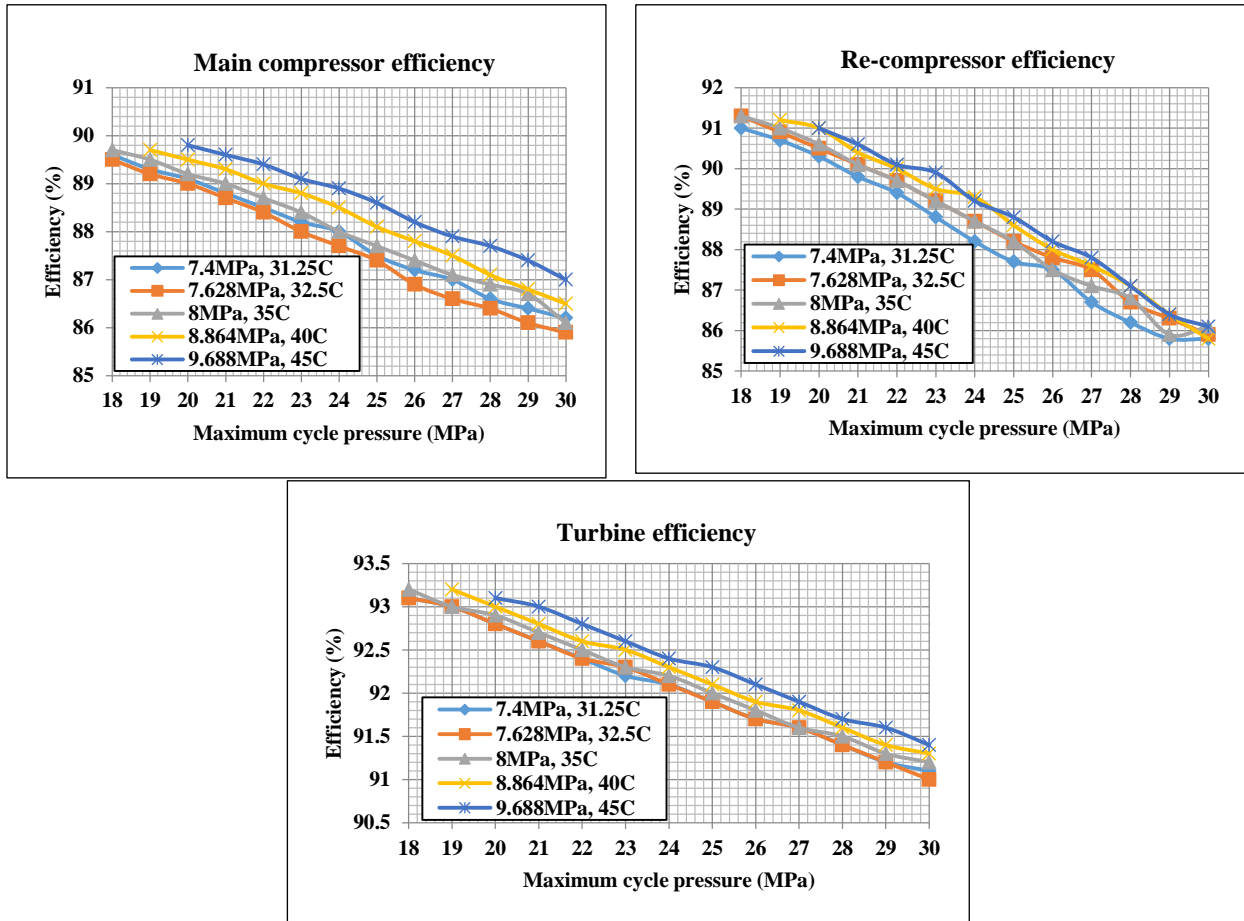 Main compressor efficiency
Efficiency (%)
91
90
89
88
87
86
85
7.4MPa, 31.25C
7.628MPa, 32.5C
8MPa, 35C
8.864MPa, 40C
9.688MPa, 45C
18 19 20 21 22 23 24 25 26 27 28 29 30
Maximum cycle pressure (MPa)
Re-compressor efficiency
Efficiency (%)
92
91
90
89
88
87
86
85
7.4MPa, 31.25C
7.628MPa, 32.5C
8MPa, 35C
8.864MPa, 40C
9.688MPa, 45C
18 19 20 21 22 23 24 25 26 27 28 29 30
Maximum cycle pressure (MPa)
Turbine efficiency
Efficiency (%)
93.5
93
92.5
92
91.5
91
90.5
7.4MPa, 31.25C
7.628MPa, 32.5C
8MPa, 35C
8.864MPa, 40C
9.688MPa, 45C
18 19 20 21 22 23 24 25 26 27 28 29 30
Maximum cycle pressure (MPa)